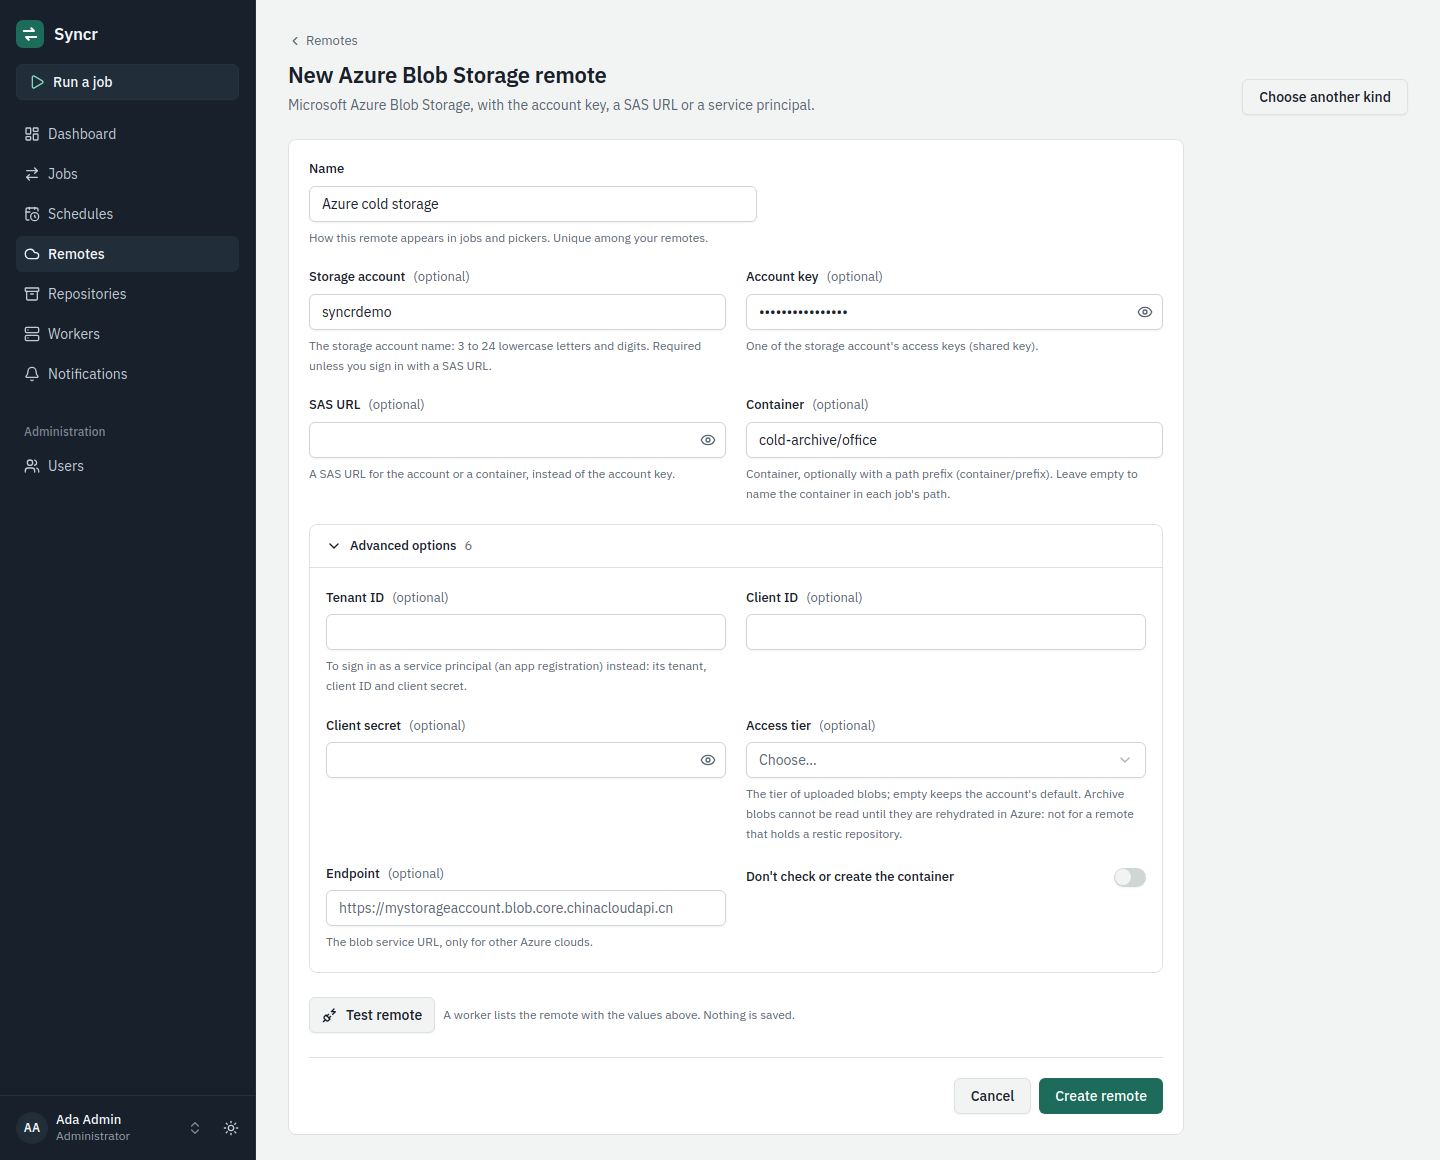 Syncr
Run a job
Dashboard
Jobs
Schedules
Remotes
Repositories
Workers
Notifications
Administration
Users
AA
Ada Admin
Administrator
Remotes
New Azure Blob Storage remote
Microsoft Azure Blob Storage, with the account key, a SAS URL or a service principal.
Choose another kind
Name
Azure cold storage
How this remote appears in jobs and pickers. Unique among your remotes.
Storage account (optional)
syncrdemo
The storage account name: 3 to 24 lowercase letters and digits. Required
unless you sign in with a SAS URL.
Account key (optional)
••••••••••••••••
One of the storage account's access keys (shared key).
SAS URL (optional)
A SAS URL for the account or a container, instead of the account key.
Container (optional)
cold-archive/office
Container, optionally with a path prefix (container/prefix). Leave empty to
name the container in each job's path.
Advanced options 6
Tenant ID (optional)
To sign in as a service principal (an app registration) instead: its tenant,
client ID and client secret.
Client ID (optional)
Client secret (optional)
Access tier (optional)
Choose...
The tier of uploaded blobs; empty keeps the account's default. Archive
blobs cannot be read until they are rehydrated in Azure: not for a remote
that holds a restic repository.
Endpoint (optional)
https://mystorageaccount.blob.core.chinacloudapi.cn
The blob service URL, only for other Azure clouds.
Don't check or create the container
Test remote
A worker lists the remote with the values above. Nothing is saved.
Cancel
Create remote